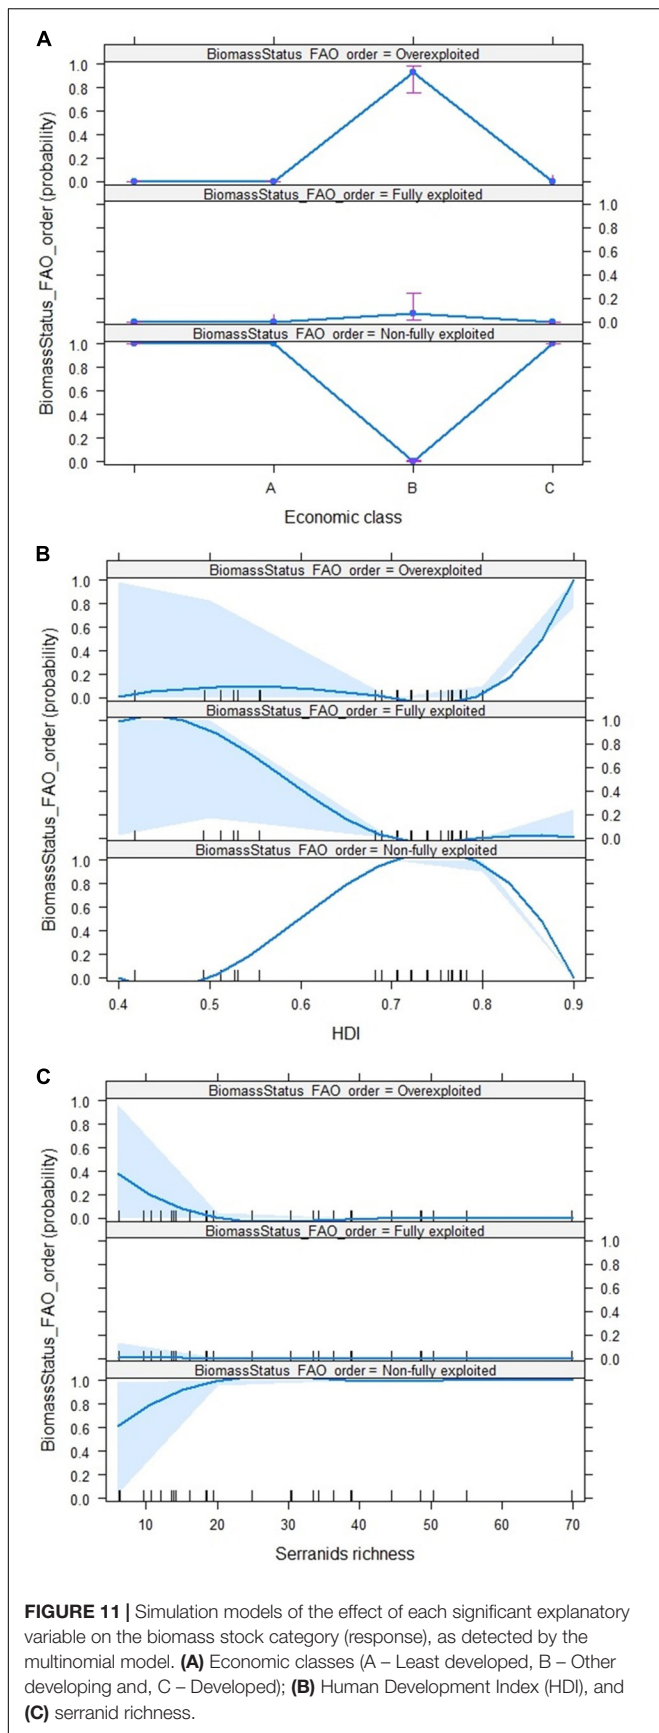 A
BiomassStatus_FAO_order = Overexploited
1.0
0.8
0.6
0.4
0.2
0.0
BiomassStatus_FAO_order = Fully exploited
1.0
0.8
0.6
0.4
0.2
0.0
BiomassStatus_FAO_order = Non-fully exploited
1.0
0.8
0.6
0.4
0.2
0.0
BiomassStatus_FAO_order (probability)
A B C
Economic class
B
BiomassStatus_FAO_order = Overexploited
1.0
0.8
0.6
0.4
0.2
0.0
BiomassStatus_FAO_order = Fully exploited
1.0
0.8
0.6
0.4
0.2
0.0
BiomassStatus_FAO_order = Non-fully exploited
1.0
0.8
0.6
0.4
0.2
0.0
BiomassStatus_FAO_order (probability)
0.4 0.5 0.6 0.7 0.8 0.9
HDI
C
BiomassStatus_FAO_order = Overexploited
1.0
0.8
0.6
0.4
0.2
0.0
BiomassStatus_FAO_order = Fully exploited
1.0
0.8
0.6
0.4
0.2
0.0
BiomassStatus_FAO_order = Non-fully exploited
1.0
0.8
0.6
0.4
0.2
0.0
BiomassStatus_FAO_order (probability)
10 20 30 40 50 60 70
Serranids richness
FIGURE 11 | Simulation models of the effect of each significant explanatory
variable on the biomass stock category (response), as detected by the
multinomial model. (A) Economic classes (A – Least developed, B – Other
developing and, C – Developed); (B) Human Development Index (HDI), and
(C) serranid richness.